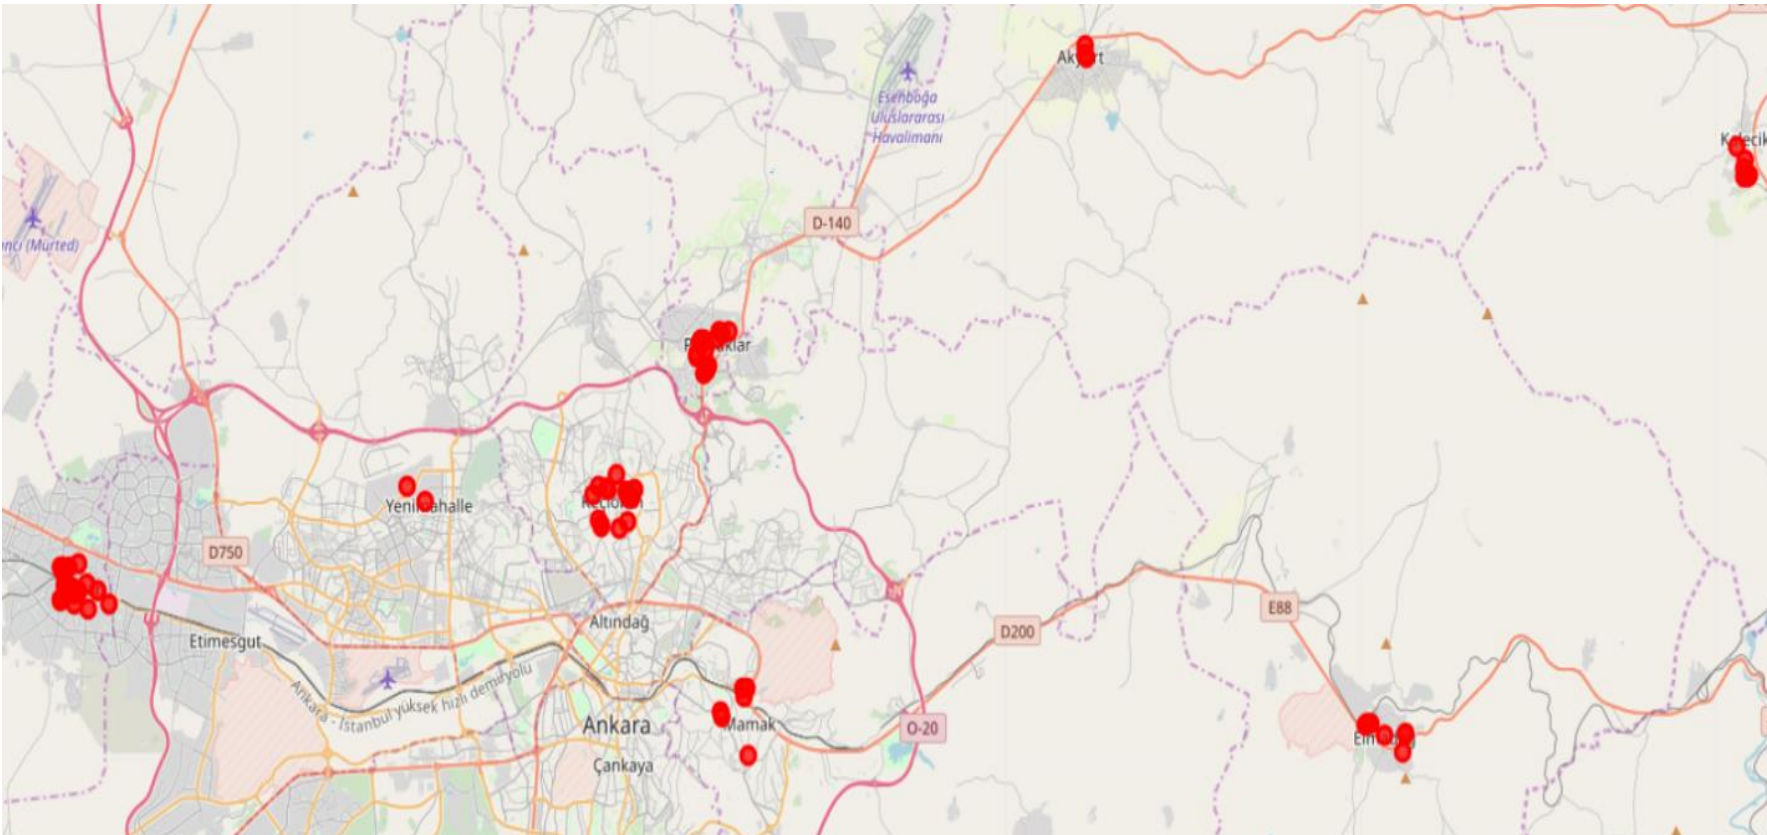 Esenboğa
Uluslararası
Havalimanı
(Mürted)
D-140
D750
Etimesgut
Altındağ
D200
E88
Ankara - İstanbul yüksek hızlı demiryolu
Ankara
Mamak
O-20
Çankaya